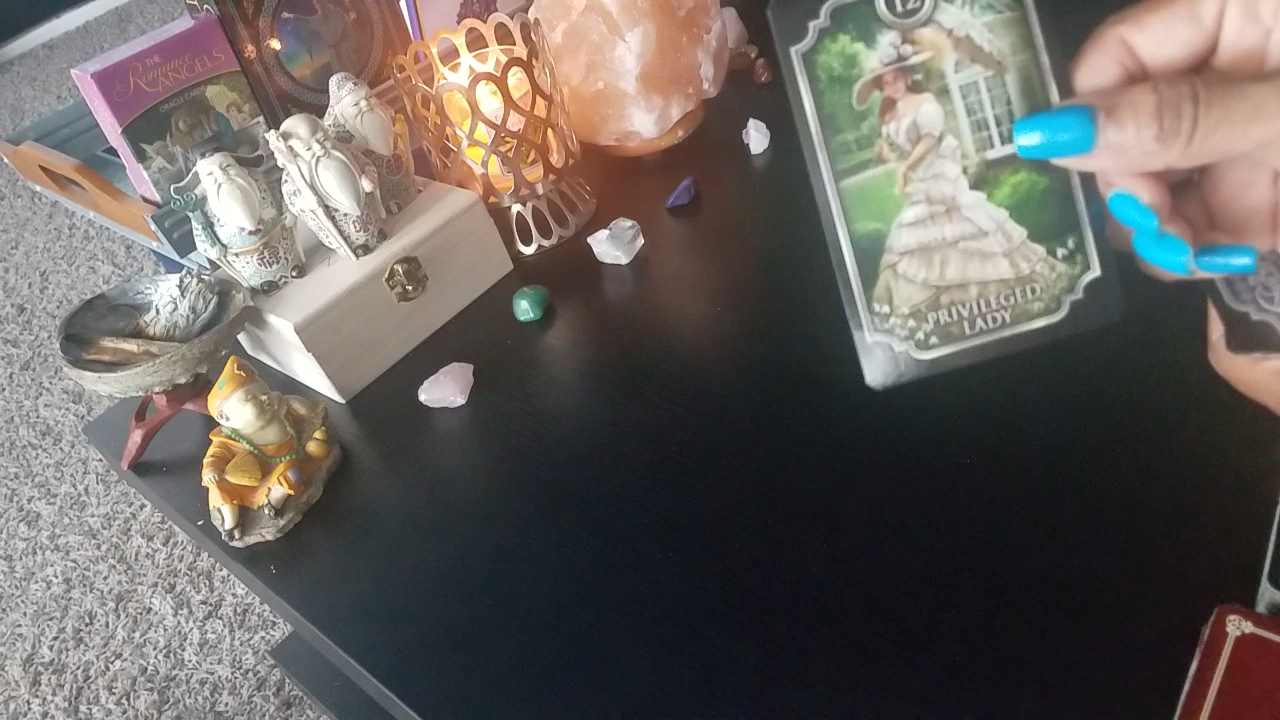 THE
Romance
ANGELS
ORACLE CARDS
12
PRIVILEGED
LADY